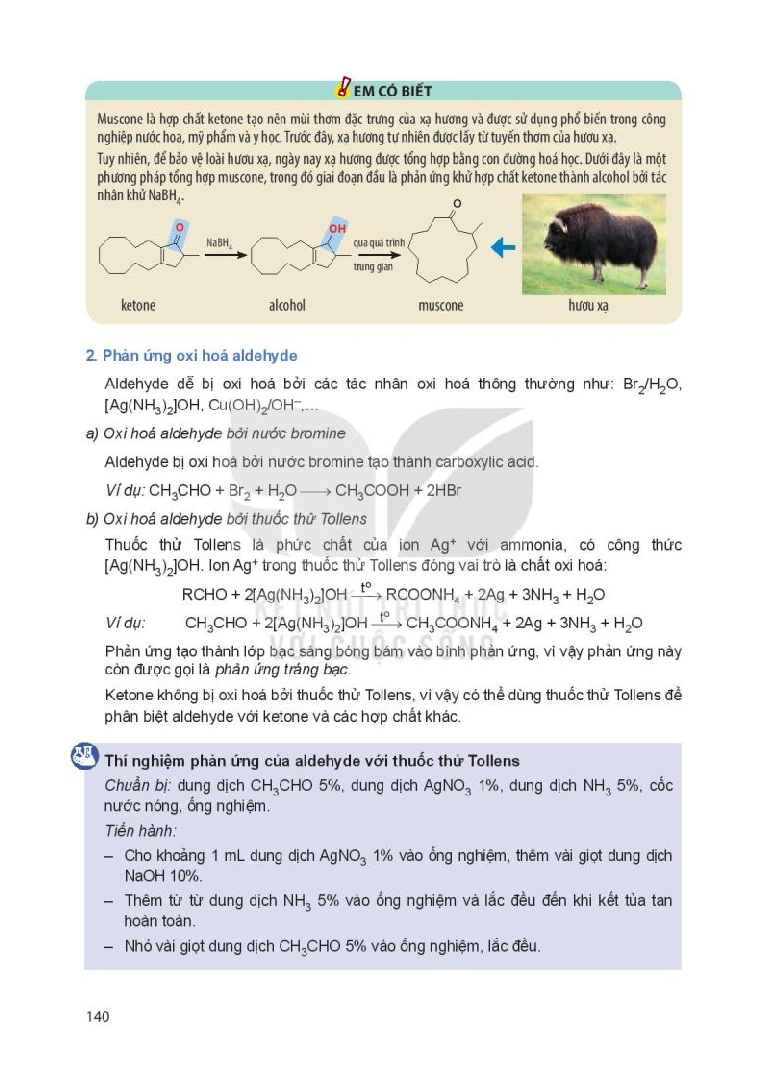 EM CÓ BIẾT
Muscone là hợp chất ketone tạo nên mùi thơm đặc trưng của xạ hương và được sử dụng phổ biến trong công
nghiệp nước hoa, mỹ phẩm và y học. Trước đây, xạ hương tự nhiên được lấy từ tuyến thơm của hươu xạ.
Tuy nhiên, để bảo vệ loài hươu xạ, ngày nay xạ hương được tổng hợp bằng con đường hoá học. Dưới đây là một
phương pháp tổng hợp muscone, trong đó giai đoạn đầu là phản ứng khử hợp chất ketone thành alcohol bởi tác
nhân khử NaBH₄.
O
NaBH₄
OH
qua quá trình
trung gian
O
ketone
alcohol
muscone
hươu xạ
2. Phản ứng oxi hoá aldehyde
Aldehyde dễ bị oxi hoá bởi các tác nhân oxi hoá thông thường như: Br₂/H₂O,
[Ag(NH₃)₂]OH, Cu(OH)₂/OH⁻,...
a) Oxi hoá aldehyde bởi nước bromine
Aldehyde bị oxi hoá bởi nước bromine tạo thành carboxylic acid.
Ví dụ: CH₃CHO + Br₂ + H₂O ⟶ CH₃COOH + 2HBr
b) Oxi hoá aldehyde bởi thuốc thử Tollens
Thuốc thử Tollens là phức chất của ion Ag⁺ với ammonia, có công thức
[Ag(NH₃)₂]OH. Ion Ag⁺ trong thuốc thử Tollens đóng vai trò là chất oxi hoá:
RCHO + 2[Ag(NH₃)₂]OH —tº→ RCOONH₄ + 2Ag + 3NH₃ + H₂O
Ví dụ: CH₃CHO + 2[Ag(NH₃)₂]OH —tº→ CH₃COONH₄ + 2Ag + 3NH₃ + H₂O
Phản ứng tạo thành lớp bạc sáng bóng bám vào bình phản ứng, vì vậy phản ứng này
còn được gọi là phản ứng tráng bạc.
Ketone không bị oxi hoá bởi thuốc thử Tollens, vì vậy có thể dùng thuốc thử Tollens để
phân biệt aldehyde với ketone và các hợp chất khác.
KẾT NỐI TRI THỨC
VỚI CUỘC SỐNG
Thí nghiệm phản ứng của aldehyde với thuốc thử Tollens
Chuẩn bị: dung dịch CH₃CHO 5%, dung dịch AgNO₃ 1%, dung dịch NH₃ 5%, cốc
nước nóng, ống nghiệm.
Tiến hành:
– Cho khoảng 1 mL dung dịch AgNO₃ 1% vào ống nghiệm, thêm vài giọt dung dịch
NaOH 10%.
– Thêm từ từ dung dịch NH₃ 5% vào ống nghiệm và lắc đều đến khi kết tủa tan
hoàn toàn.
– Nhỏ vài giọt dung dịch CH₃CHO 5% vào ống nghiệm, lắc đều.
140